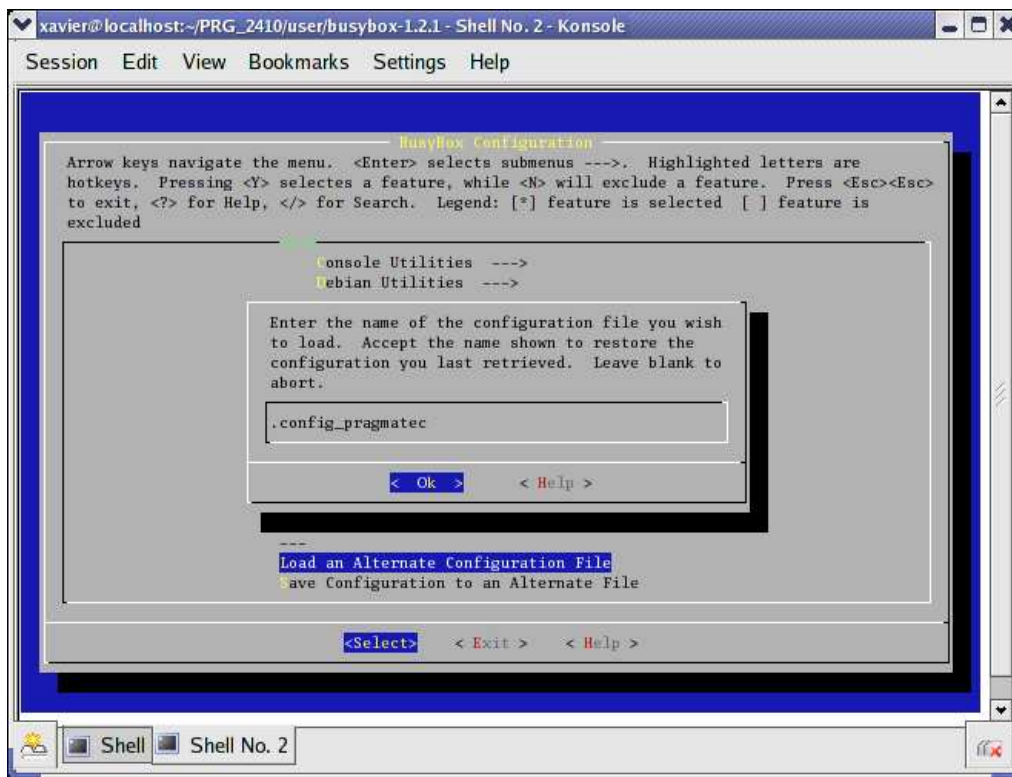 xavier@localhost:~/PRG_2410/user/busybox-1.2.1 - Shell No. 2 - Konsole
Session Edit View Bookmarks Settings Help
BusyBox Configuration
Arrow keys navigate the menu. <Enter> selects submenus --->. Highlighted letters are
hotkeys. Pressing <Y> selectes a feature, while <N> will exclude a feature. Press <Esc><Esc>
to exit, <?> for Help, </> for Search. Legend: [*] feature is selected [ ] feature is
excluded
Console Utilities --->
Debian Utilities --->
Enter the name of the configuration file you wish
to load. Accept the name shown to restore the
configuration you last retrieved. Leave blank to
abort.
.config_pragmatec
< Ok > < Help >
---
Load an Alternate Configuration File
Save Configuration to an Alternate File
<Select> < Exit > < Help >
Shell Shell No. 2